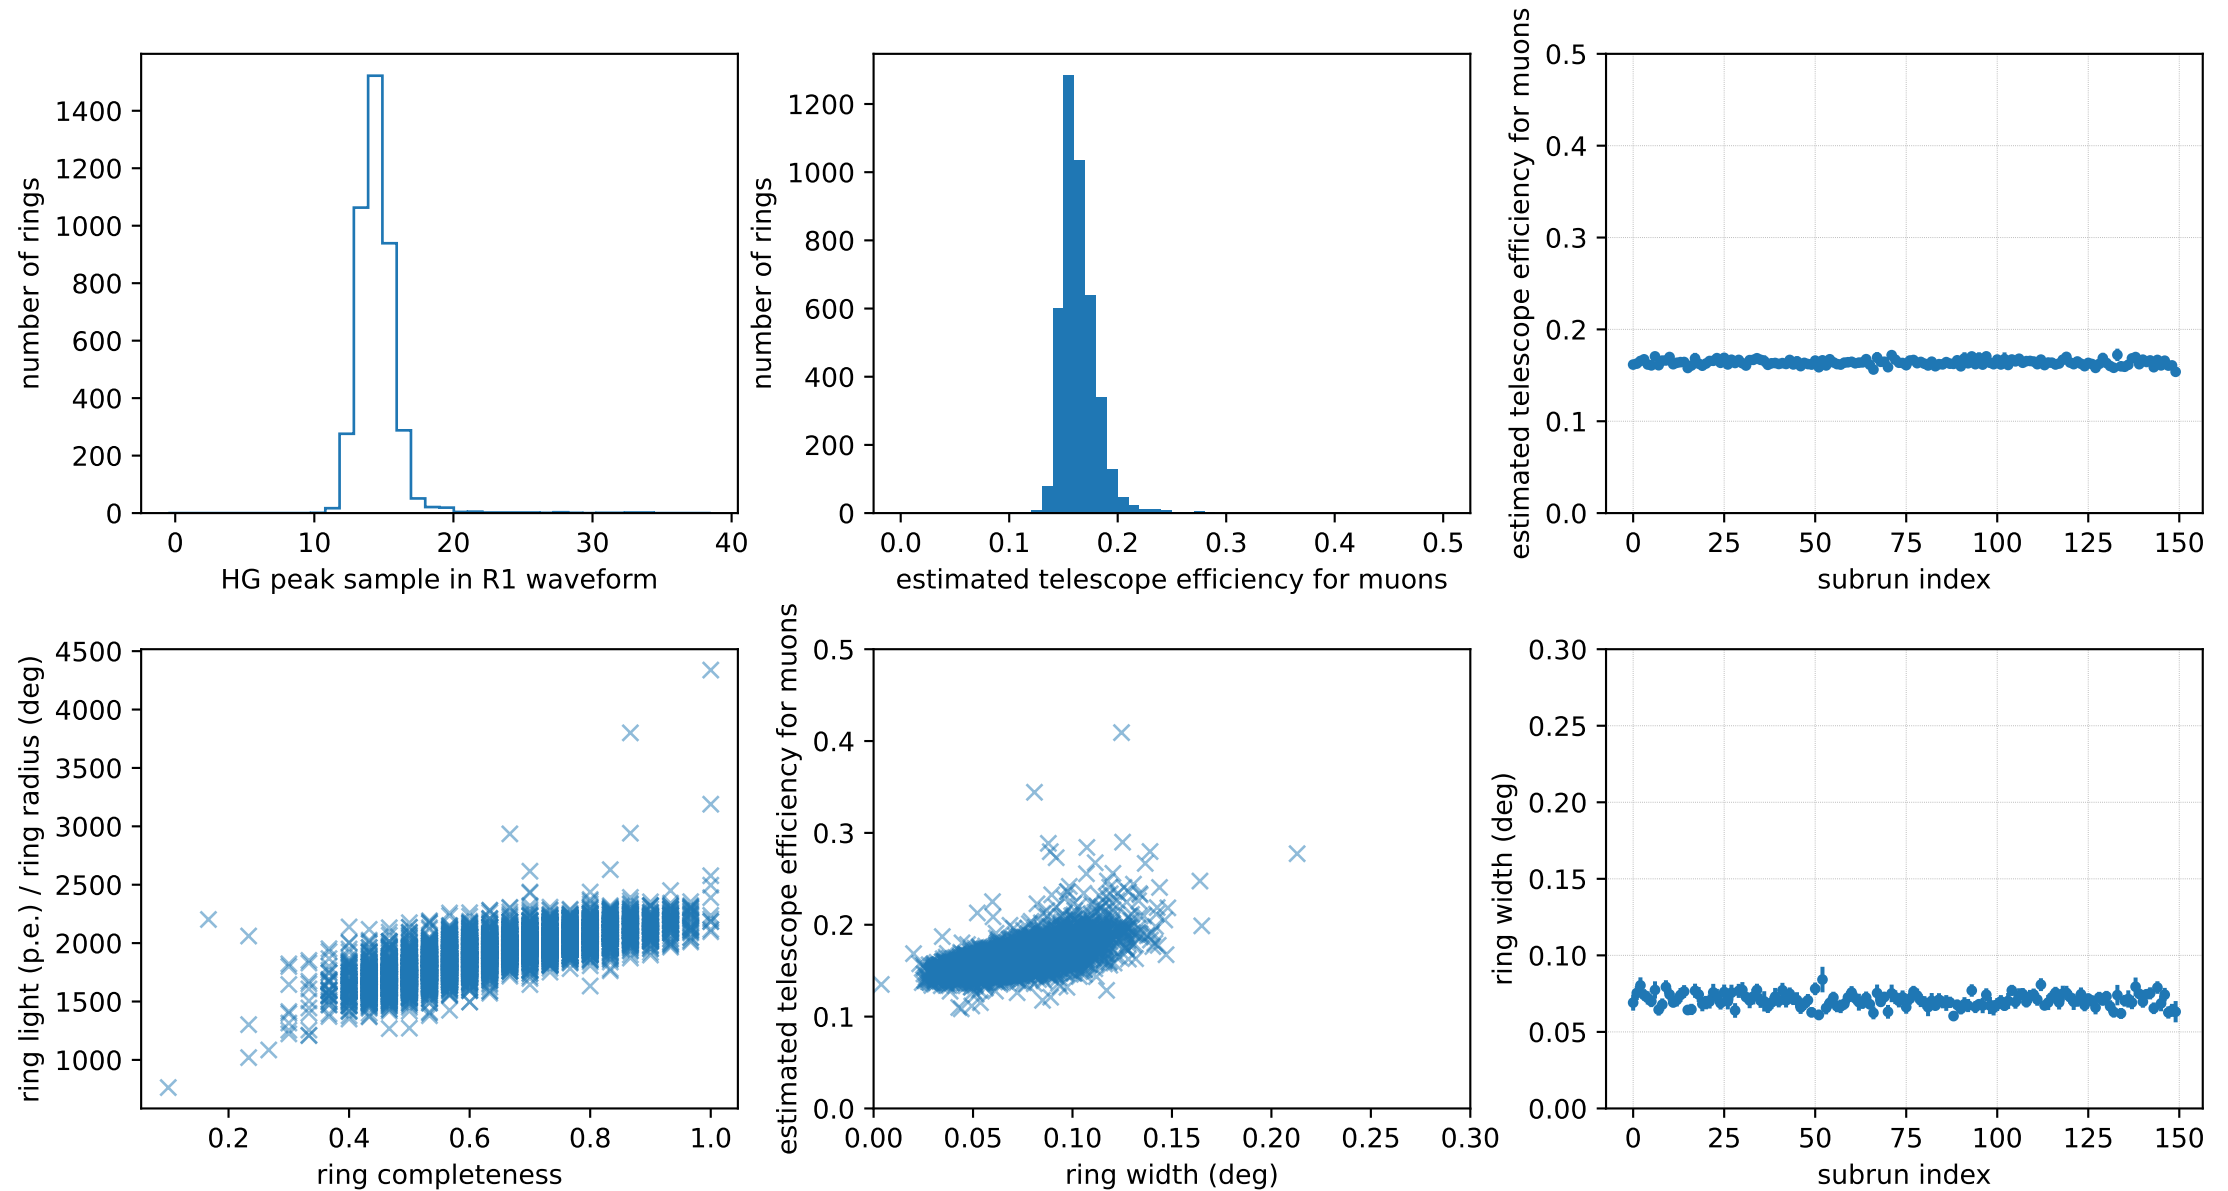 number of rings
1400
1200
1000
800
600
400
200
0
0 10 20 30 40
HG peak sample in R1 waveform
number of rings
1200
1000
800
600
400
200
0
0.0 0.1 0.2 0.3 0.4 0.5
estimated telescope efficiency for muons
estimated telescope efficiency for muons
0.5
0.4
0.3
0.2
0.1
0.0
0 25 50 75 100 125 150
subrun index
ring light (p.e.) / ring radius (deg)
4500
4000
3500
3000
2500
2000
1500
1000
0.2 0.4 0.6 0.8 1.0
ring completeness
estimated telescope efficiency for muons
0.5
0.4
0.3
0.2
0.1
0.0
0.00 0.05 0.10 0.15 0.20 0.25 0.30
ring width (deg)
ring width (deg)
0.30
0.25
0.20
0.15
0.10
0.05
0.00
0 25 50 75 100 125 150
subrun index